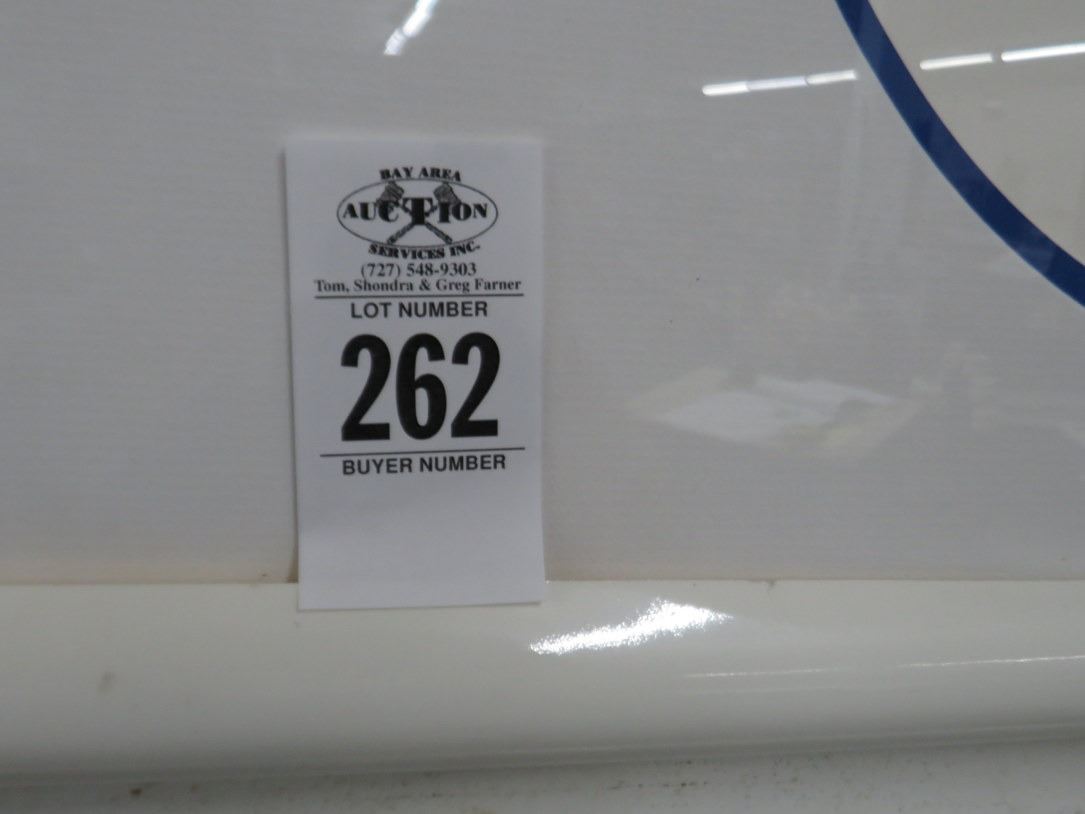 BAY AREA
AUCTION
SERVICES INC.
(727) 548-9303
Tom, Shondra & Greg Farner
LOT NUMBER
262
BUYER NUMBER